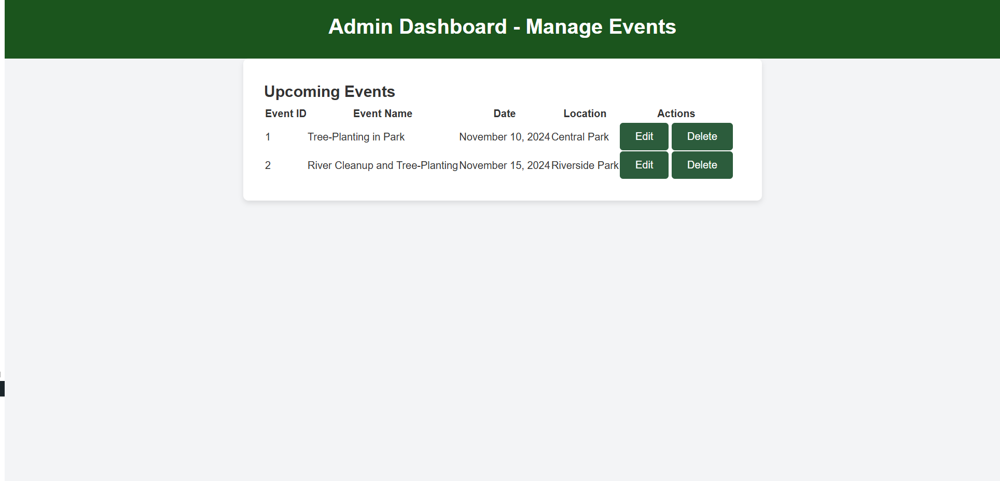 Admin Dashboard - Manage Events
Upcoming Events
Event ID Event Name Date Location Actions
1 Tree-Planting in Park November 10, 2024 Central Park Edit Delete
2 River Cleanup and Tree-Planting November 15, 2024 Riverside Park Edit Delete